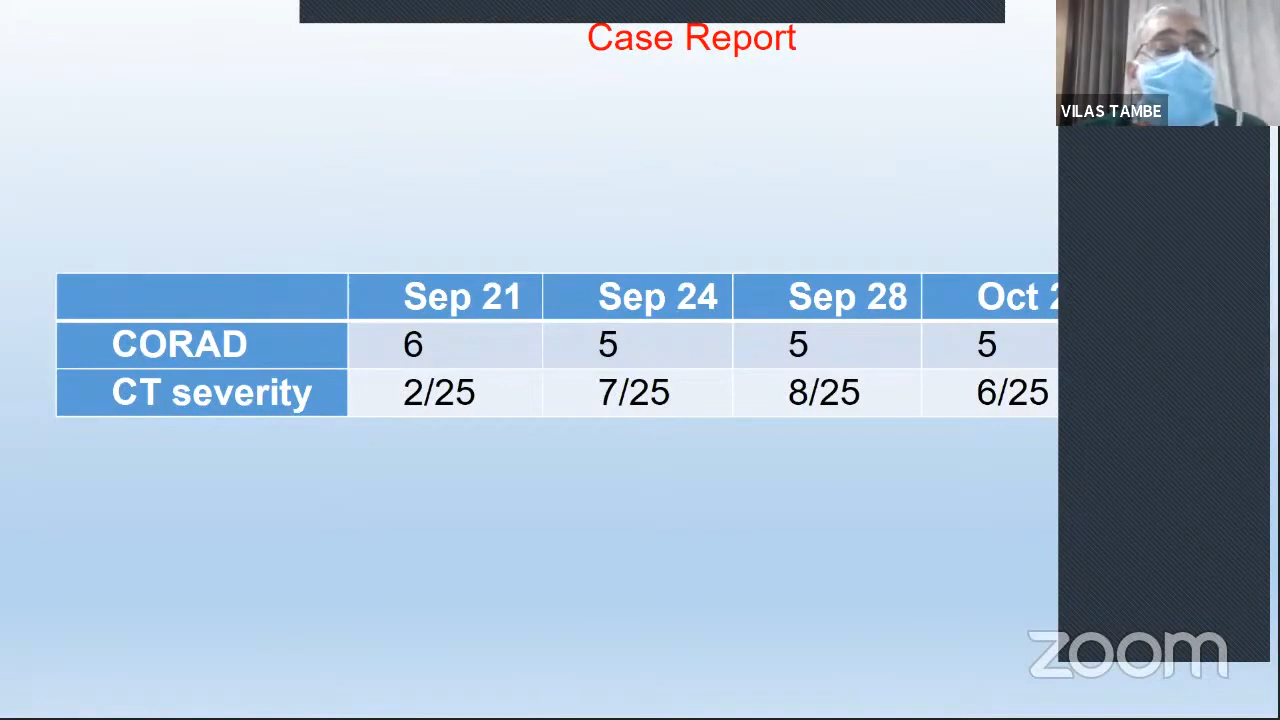 Case Report
VILAS TAMBE
Sep 21 Sep 24 Sep 28 Oct
CORAD 6 5 5 5
CT severity 2/25 7/25 8/25 6/25
zoom